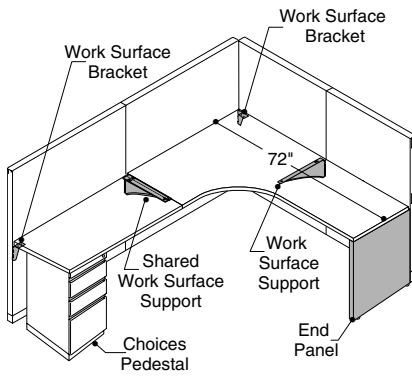 Work Surface
Bracket
Work Surface
Bracket
72"
Shared
Work Surface
Support
Work
Surface
Support
End
Panel
Choices
Pedestal